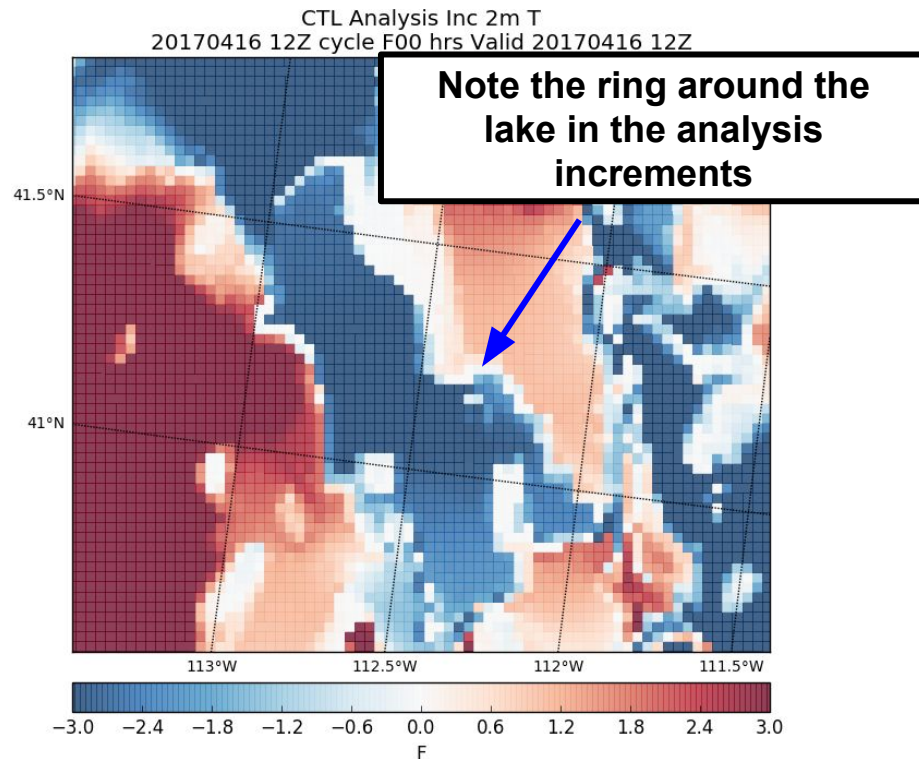 CTL Analysis Inc 2m T
20170416 12Z cycle F00 hrs Valid 20170416 12Z
Note the ring around the
lake in the analysis
increments
41.5°N
41°N
113°W 112.5°W 112°W 111.5°W
−3.0 −2.4 −1.8 −1.2 −0.6 0.0 0.6 1.2 1.8 2.4 3.0
F